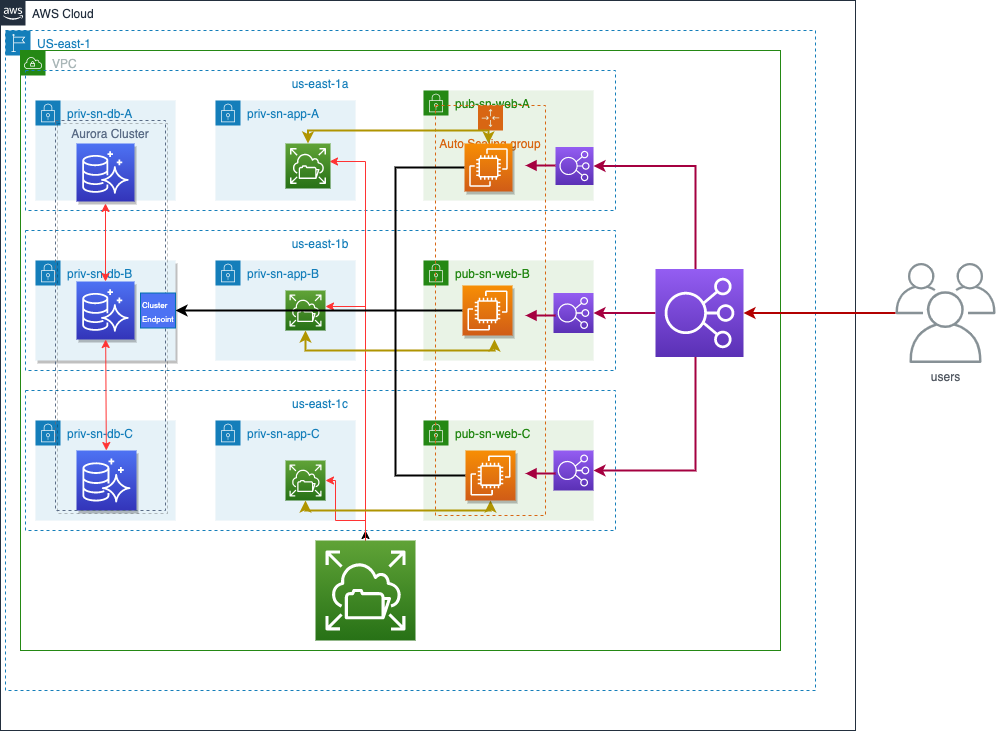 aws
AWS Cloud
US-east-1
VPC
us-east-1a
priv-sn-db-A
priv-sn-app-A
pub-sn-web-A
Aurora Cluster
Auto Scaling group
us-east-1b
priv-sn-db-B
priv-sn-app-B
pub-sn-web-B
Cluster
Endpoint
users
us-east-1c
priv-sn-db-C
priv-sn-app-C
pub-sn-web-C